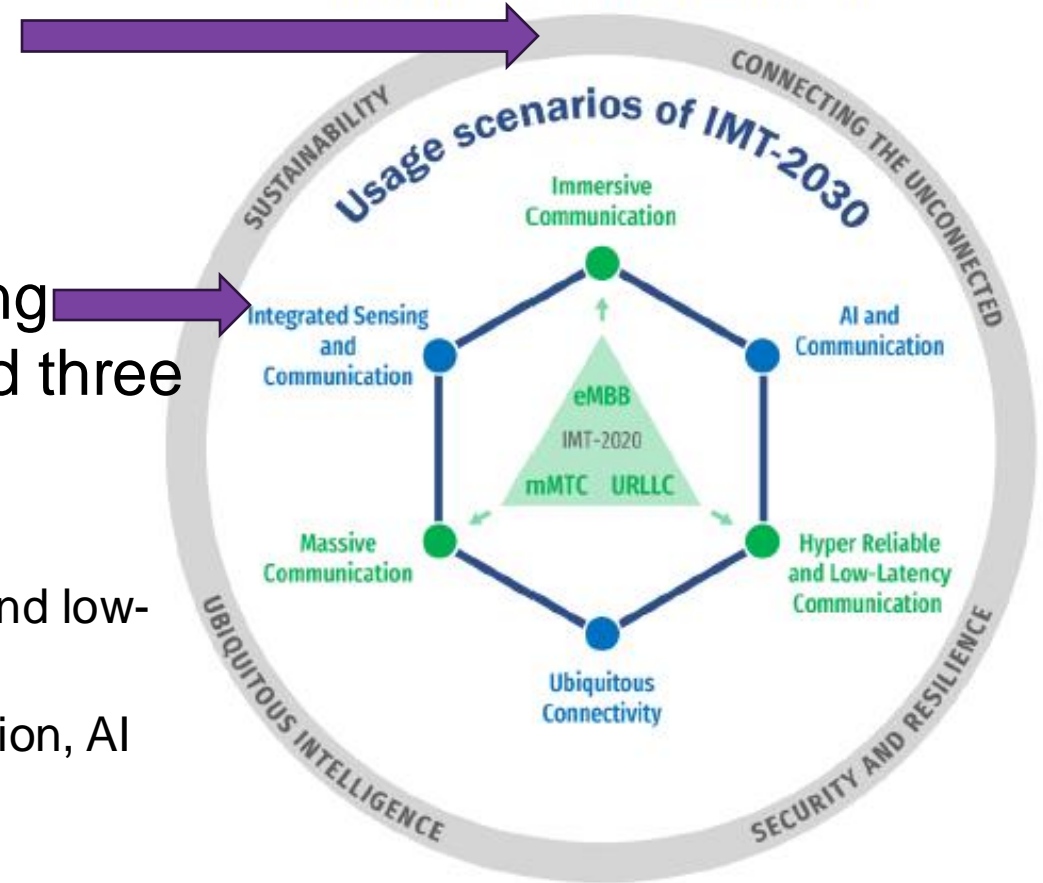 SUSTAINABILITY
CONNECTING THE UNCONNECTED
Usage scenarios of IMT-2030
Immersive
Communication
ng
d three
Integrated Sensing
and
Communication
AI and
Communication
eMBB
IMT-2020
mMTC URLLC
Massive
Communication
Hyper Reliable
and Low-Latency
Communication
nd low-
Ubiquitous
Connectivity
ion, AI
UBIQUITOUS INTELLIGENCE
SECURITY AND RESILIENCE